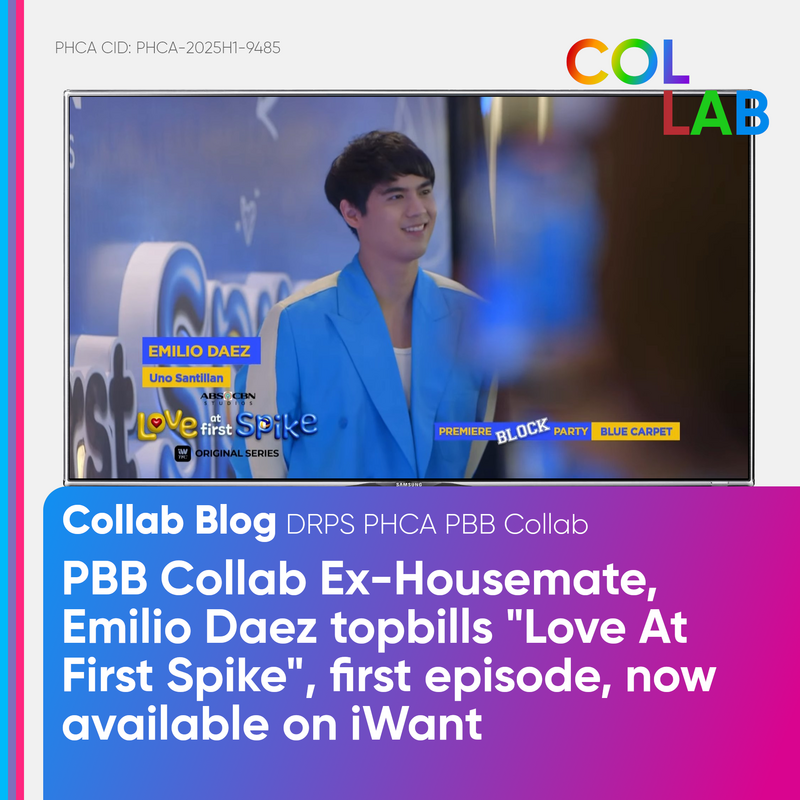 PHCA CID: PHCA-2025H1-9485
COL
LAB
EMILIO DAEZ
Uno Santillan
ABS CBN
STUDIOS
Love at first Spike
ORIGINAL SERIES
PREMIERE BLOCK PARTY BLUE CARPET
SAMSUNG
Collab Blog DRPS PHCA PBB Collab
PBB Collab Ex-Housemate,
Emilio Daez topbills "Love At
First Spike", first episode, now
available on iWant